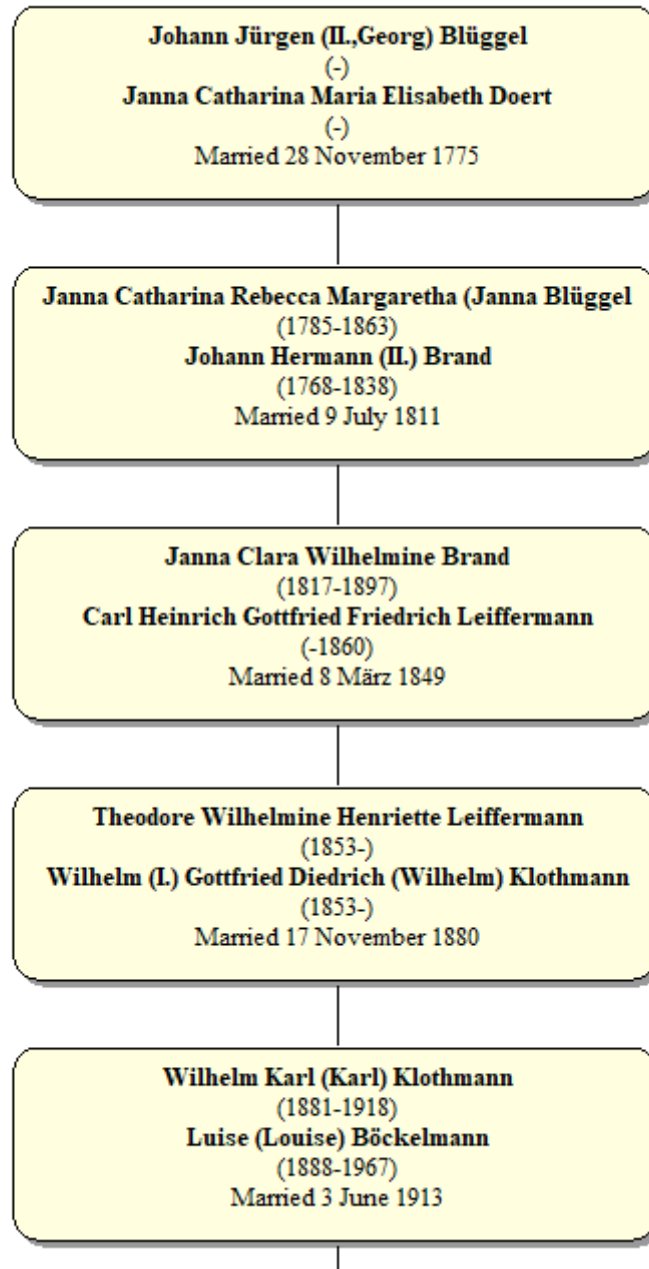 Johann Jürgen (II.,Georg) Blüggel
(-)
Janna Catharina Maria Elisabeth Doert
(-)
Married 28 November 1775
Janna Catharina Rebecca Margaretha (Janna Blüggel
(1785-1863)
Johann Hermann (II.) Brand
(1768-1838)
Married 9 July 1811
Janna Clara Wilhelmine Brand
(1817-1897)
Carl Heinrich Gottfried Friedrich Leiffermann
(-1860)
Married 8 März 1849
Theodore Wilhelmine Henriette Leiffermann
(1853-)
Wilhelm (I.) Gottfried Diedrich (Wilhelm) Klothmann
(1853-)
Married 17 November 1880
Wilhelm Karl (Karl) Klothmann
(1881-1918)
Luise (Louise) Böckelmann
(1888-1967)
Married 3 June 1913